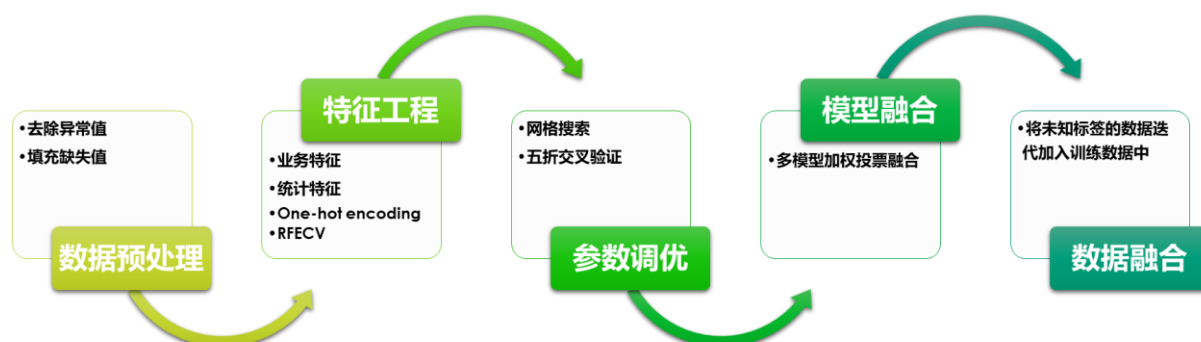 •去除异常值
•填充缺失值
数据预处理
特征工程
•业务特征
•统计特征
•One-hot encoding
•RFECV
•网格搜索
•五折交叉验证
参数调优
模型融合
•多模型加权投票融合
•将未知标签的数据迭
代加入训练数据中
数据融合